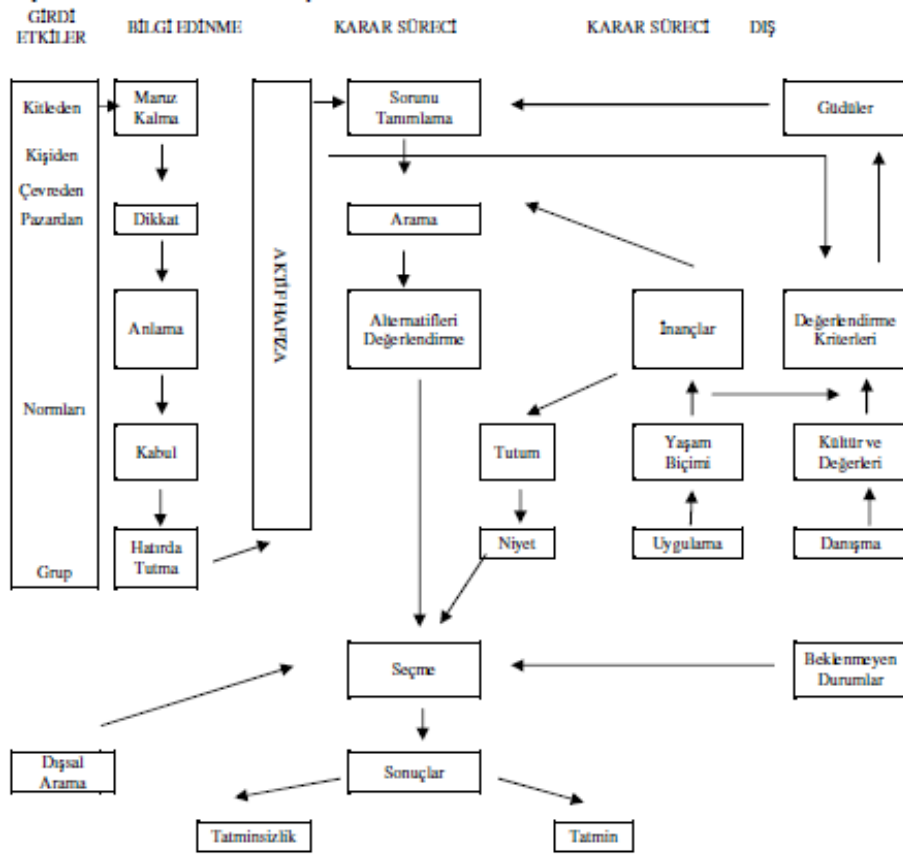 GİRDİ
ETKİLER
BİLGİ EDİNME
KARAR SÜRECİ
KARAR SÜRECİ
DIŞ
Kitleden
Kişiden
Çevreden
Pazardan
Normları
Grup
Maruz
Kalma
Dikkat
Anlama
Kabul
Hatırda
Tutma
AKTİF HAFIZA
Sorunu
Tanımlama
Arama
Alternatifleri
Değerlendirme
Güdüler
İnançlar
Değerlendirme
Kriterleri
Tutum
Yaşam
Biçimi
Kültür ve
Değerleri
Niyet
Uygulama
Danışma
Seçme
Beklenmeyen
Durumlar
Dışsal
Arama
Sonuçlar
Tatminsizlik
Tatmin